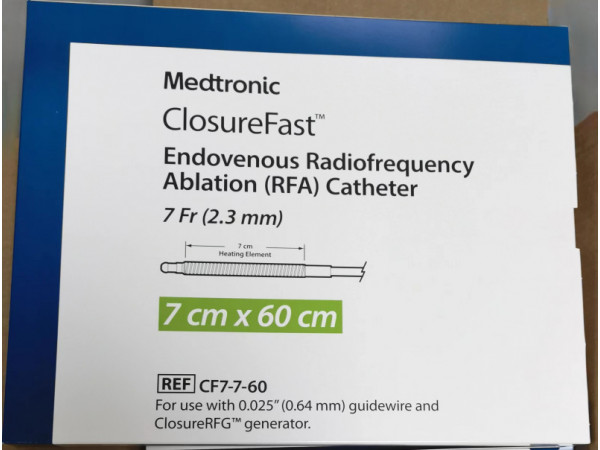 Medtronic
ClosureFast™
Endovenous Radiofrequency
Ablation (RFA) Catheter
7 Fr (2.3 mm)
7 cm
Heating Element
7 cm x 60 cm
REF CF7-7-60
For use with 0.025" (0.64 mm) guidewire and
ClosureRFG™ generator.